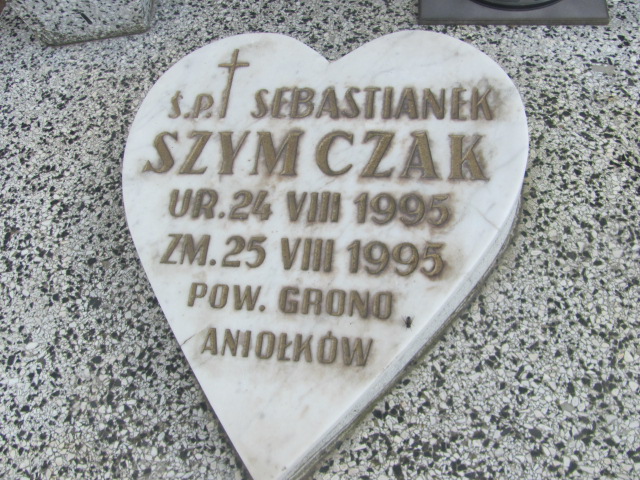 Ś.P. SEBASTIANEK
SZYMCZAK
UR. 24 VIII 1995
ZM. 25 VIII 1995
POW. GRONO
ANIOŁKÓW